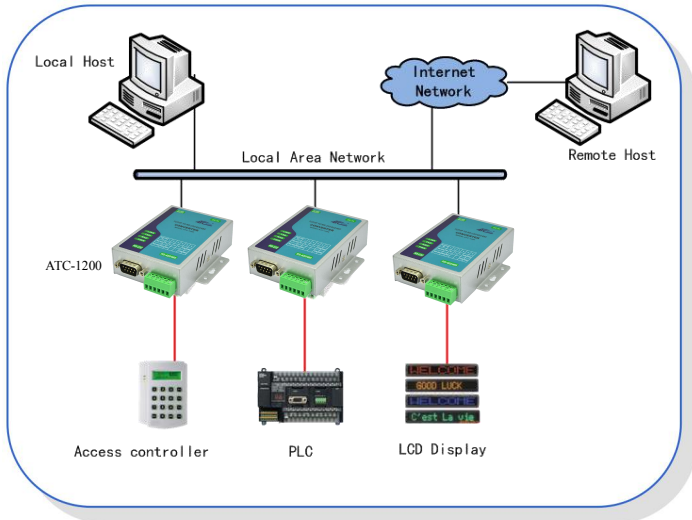 Local Host
Internet
Network
Remote Host
Local Area Network
ATC-1200
WELCOME
GOOD LUCK
WELCOME
C'est La vie
Access controller
PLC
LCD Display